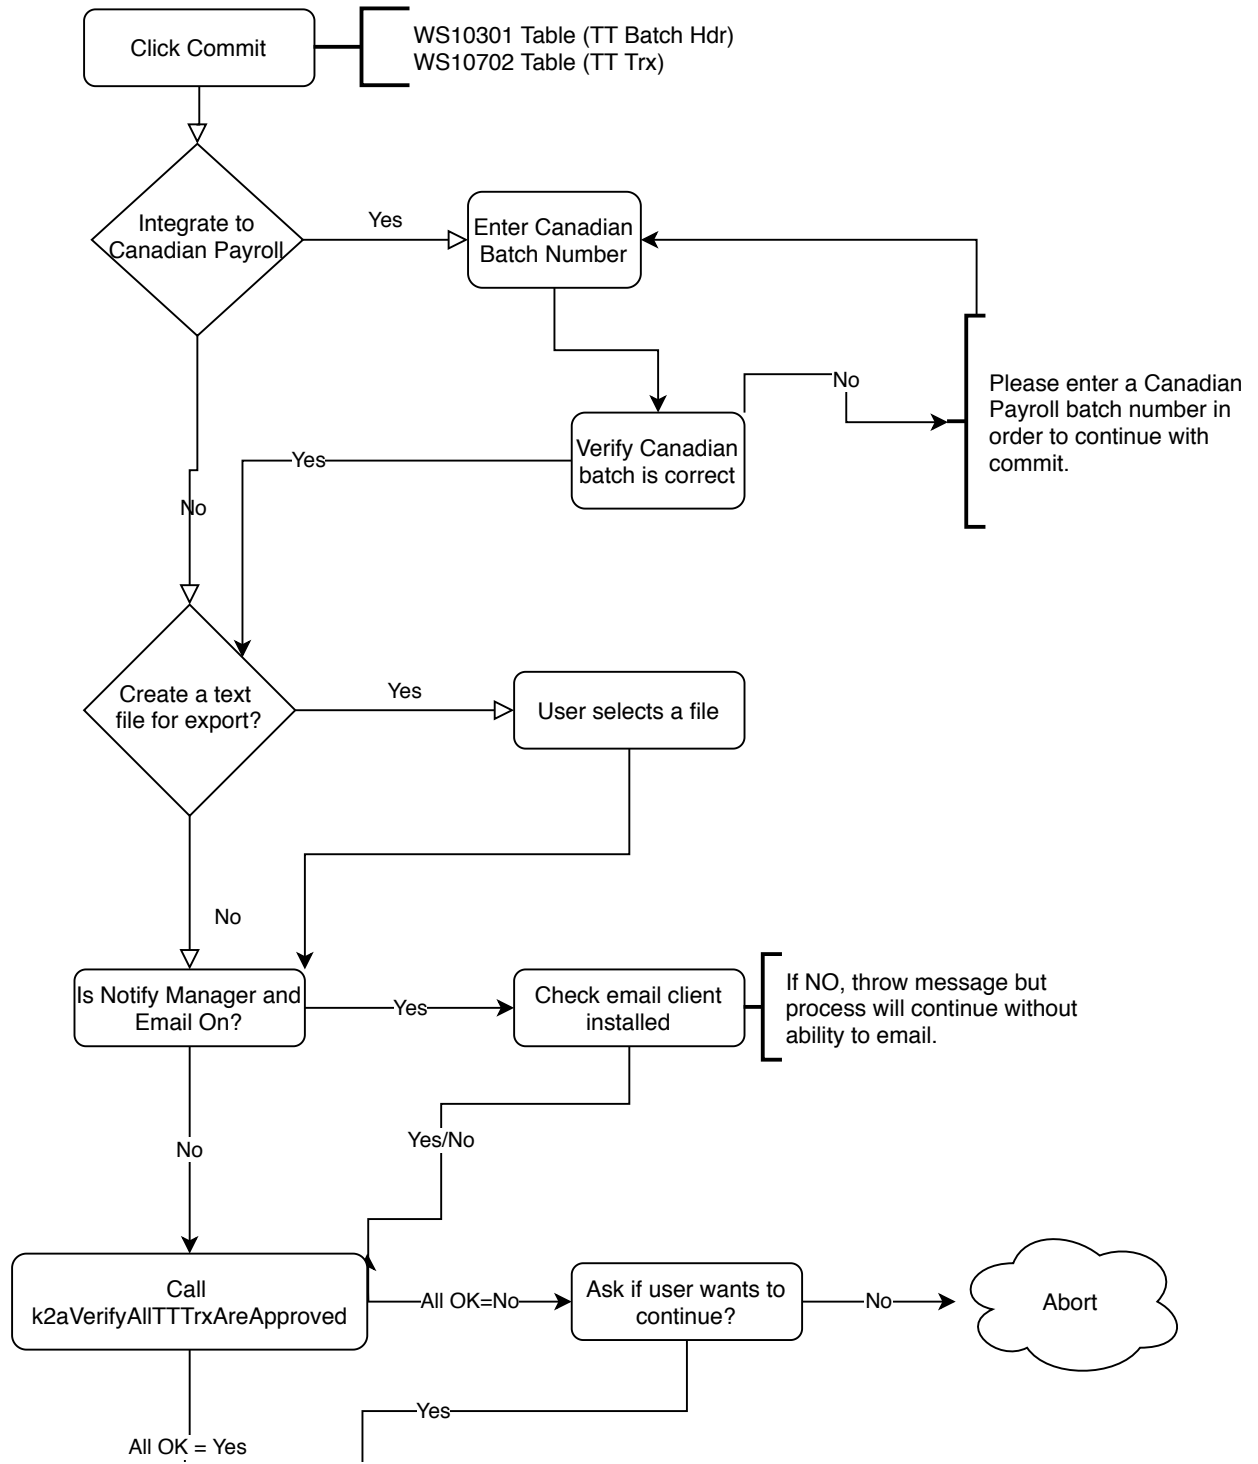 Click Commit
WS10301 Table (TT Batch Hdr)
WS10702 Table (TT Trx)
Integrate to
Canadian Payroll
Yes
Enter Canadian
Batch Number
No
Please enter a Canadian
Payroll batch number in
order to continue with
commit.
Verify Canadian
batch is correct
Yes
No
Create a text
file for export?
Yes
User selects a file
No
Is Notify Manager and
Email On?
Yes
Check email client
installed
If NO, throw message but
process will continue without
ability to email.
Yes/No
No
Call
k2aVerifyAllTTTrxAreApproved
All OK=No
Ask if user wants to
continue?
No
Abort
Yes
All OK = Yes